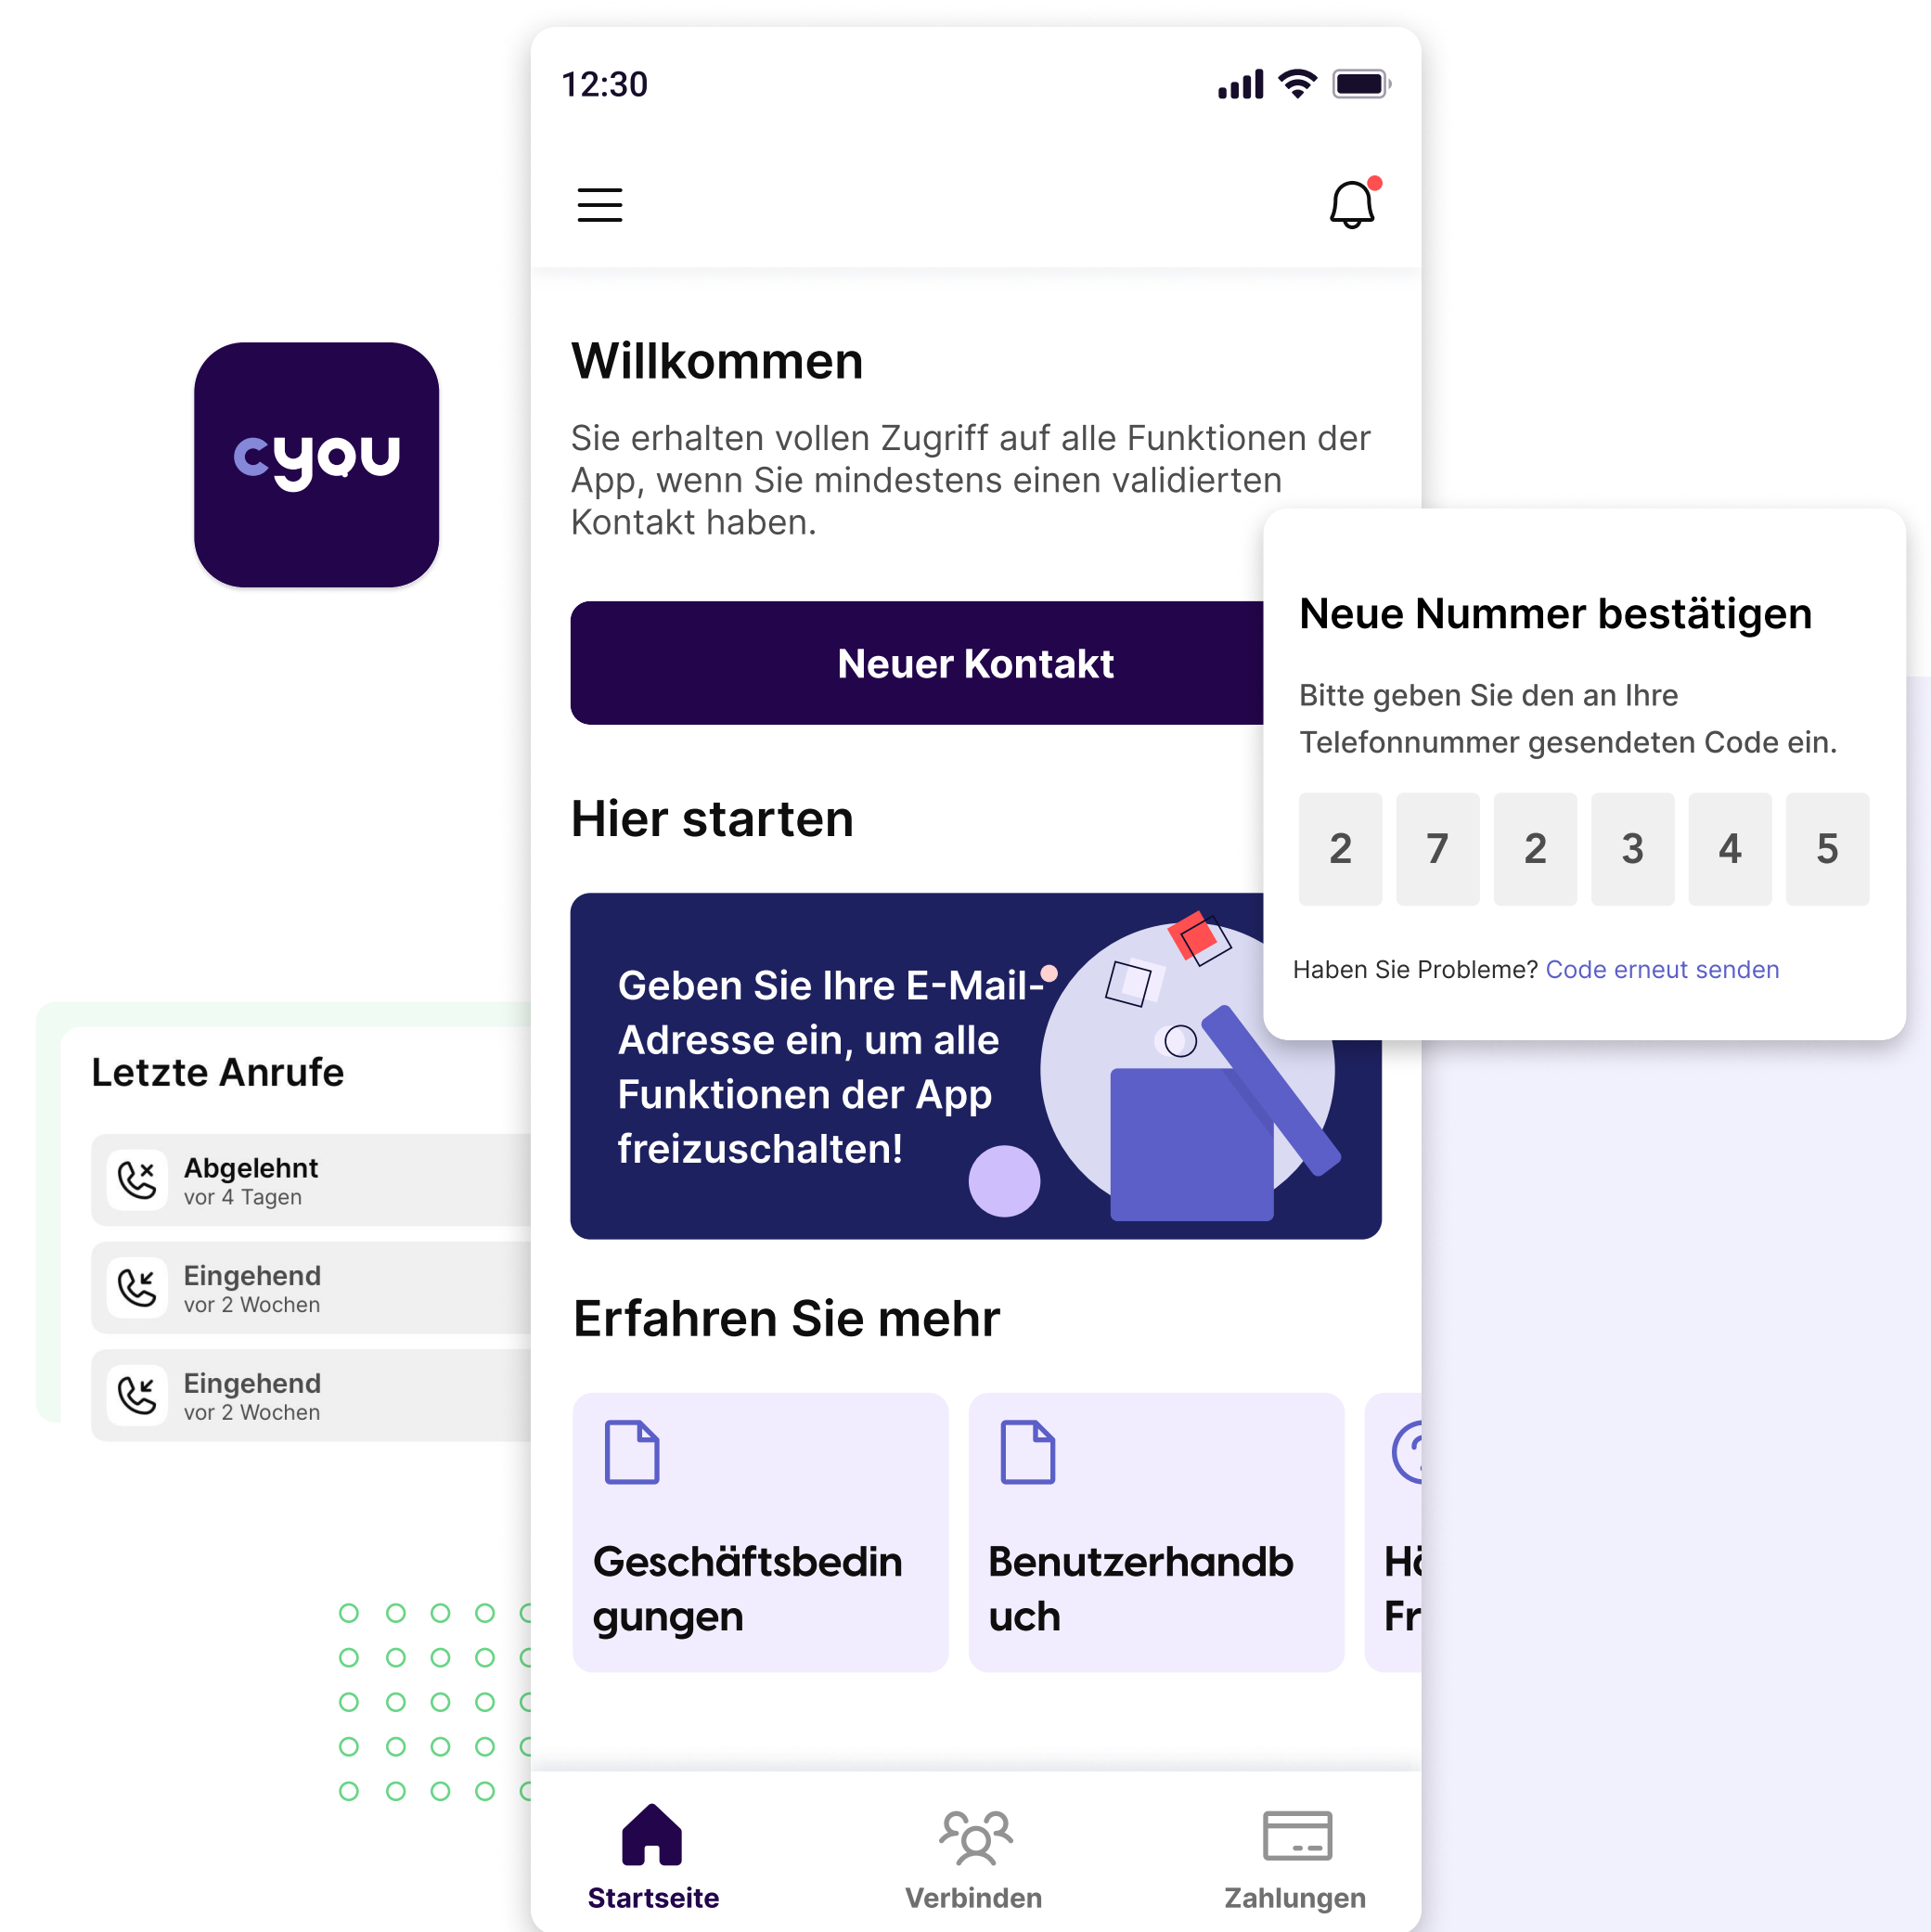 12:30
cyou
Willkommen
Sie erhalten vollen Zugriff auf alle Funktionen der
App, wenn Sie mindestens einen validierten
Kontakt haben.
Neuer Kontakt
Neue Nummer bestätigen
Bitte geben Sie den an Ihre
Telefonnummer gesendeten Code ein.
2 7 2 3 4 5
Haben Sie Probleme? Code erneut senden
Hier starten
Geben Sie Ihre E-Mail-
Adresse ein, um alle
Funktionen der App
freizuschalten!
Letzte Anrufe
Abgelehnt
vor 4 Tagen
Eingehend
vor 2 Wochen
Eingehend
vor 2 Wochen
Erfahren Sie mehr
Geschäftsbedin
gungen
Benutzerhandb
uch
Fr
Startseite
Verbinden
Zahlungen